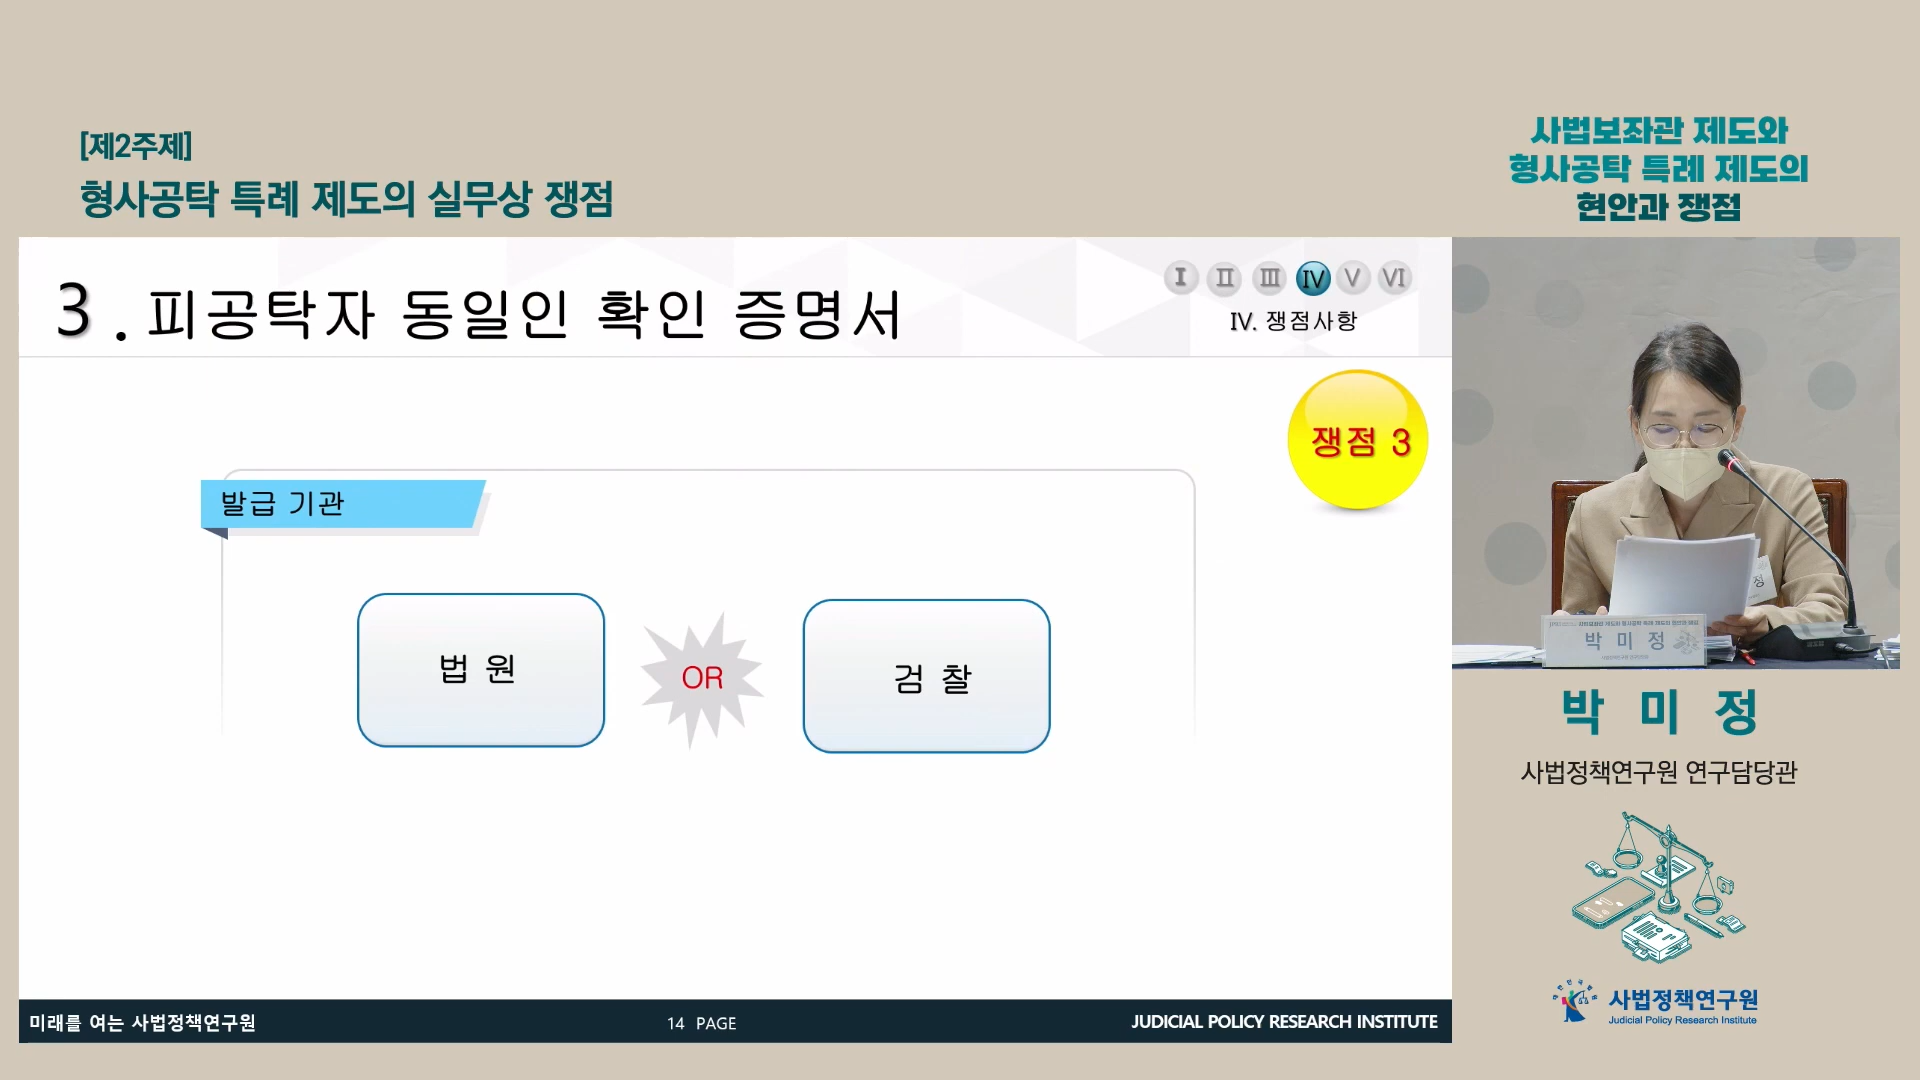 [제2주제]
형사공탁 특례 제도의 실무상 쟁점
사법보좌관 제도와
형사공탁 특례 제도의
현안과 쟁점
3. 피공탁자 동일인 확인 증명서
I II III IV V VI
IV. 쟁점사항
쟁점 3
발급 기관
법 원
OR
검 찰
정
박 미 정
박 미 정
사법정책연구원 연구담당관
사법정책연구원
Judicial Policy Research Institute
미래를 여는 사법정책연구원
14 PAGE
JUDICIAL POLICY RESEARCH INSTITUTE